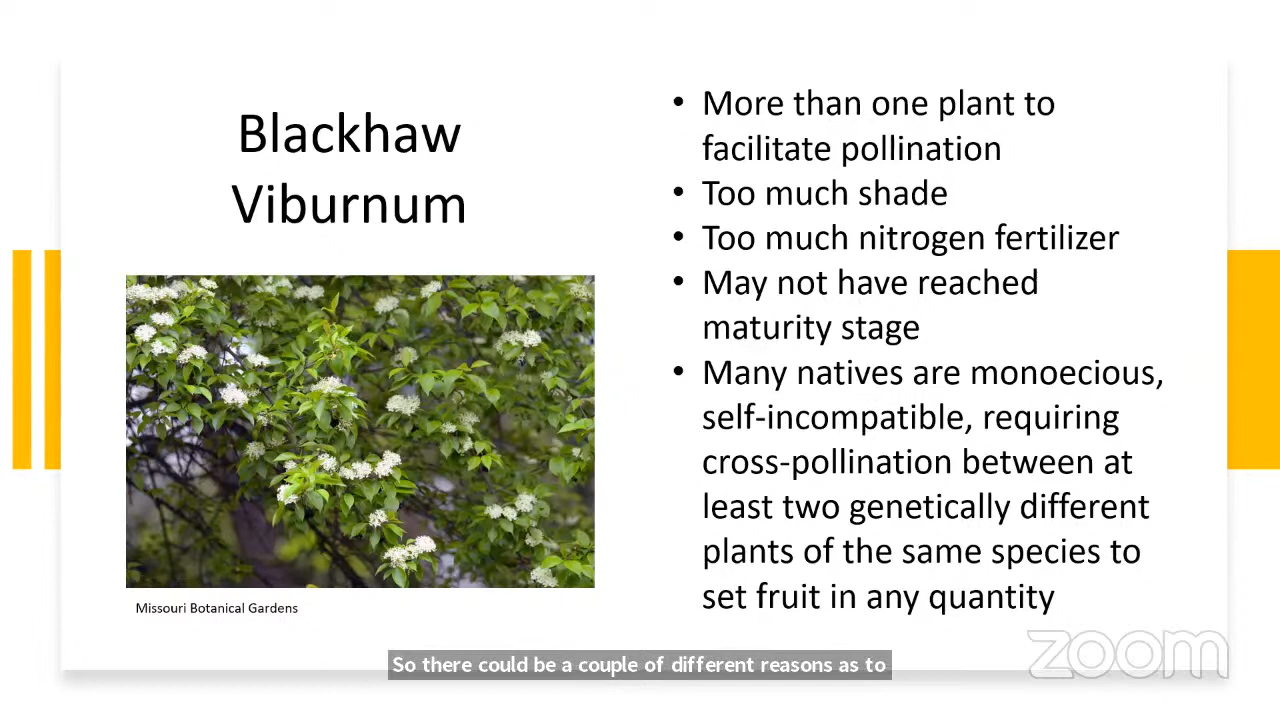 Blackhaw
Viburnum
Missouri Botanical Gardens
• More than one plant to
facilitate pollination
• Too much shade
• Too much nitrogen fertilizer
• May not have reached
maturity stage
• Many natives are monoecious,
self-incompatible, requiring
cross-pollination between at
least two genetically different
plants of the same species to
set fruit in any quantity
So there could be a couple of different reasons as to
zoom